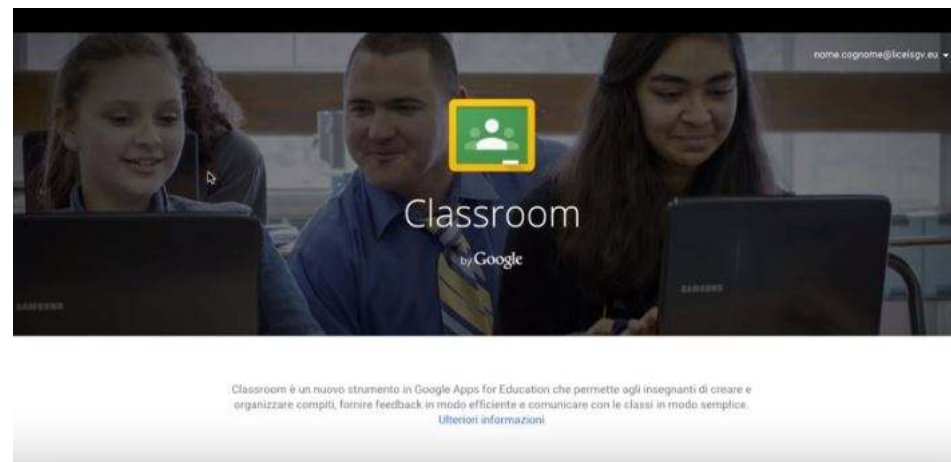 nome.cognome@liceisgv.eu
Classroom
by Google
SAMSUNG
SAMSUNG
Classroom è un nuovo strumento in Google Apps for Education che permette agli insegnanti di creare e
organizzare compiti, fornire feedback in modo efficiente e comunicare con le classi in modo semplice.
Ulteriori informazioni